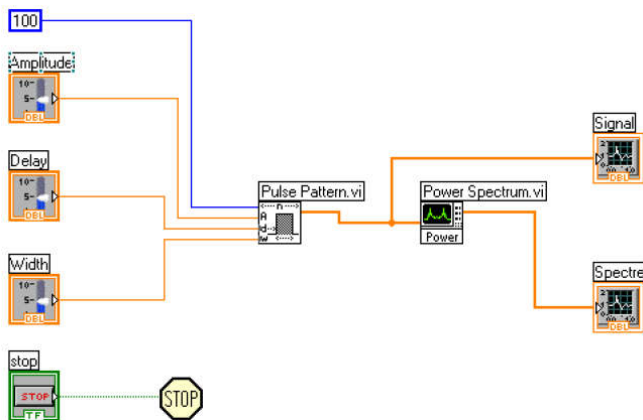 100
Amplitude
10-
5-
DBL
Delay
10-
5-
DBL
Width
10-
5-
DBL
stop
STOP
TF
STOP
Pulse Pattern.vi
n
A
d
w
Power Spectrum.vi
Power
Signal
DBL
Spectre
DBL